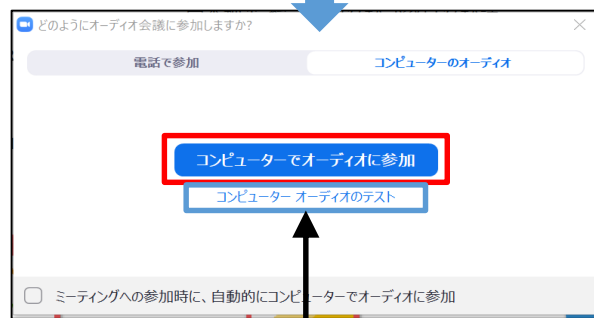 どのようにオーディオ会議に参加しますか?
電話で参加
コンピューターのオーディオ
コンピューターでオーディオに参加
コンピューター オーディオのテスト
ミーティングへの参加時に、自動的にコンピューターでオーディオに参加